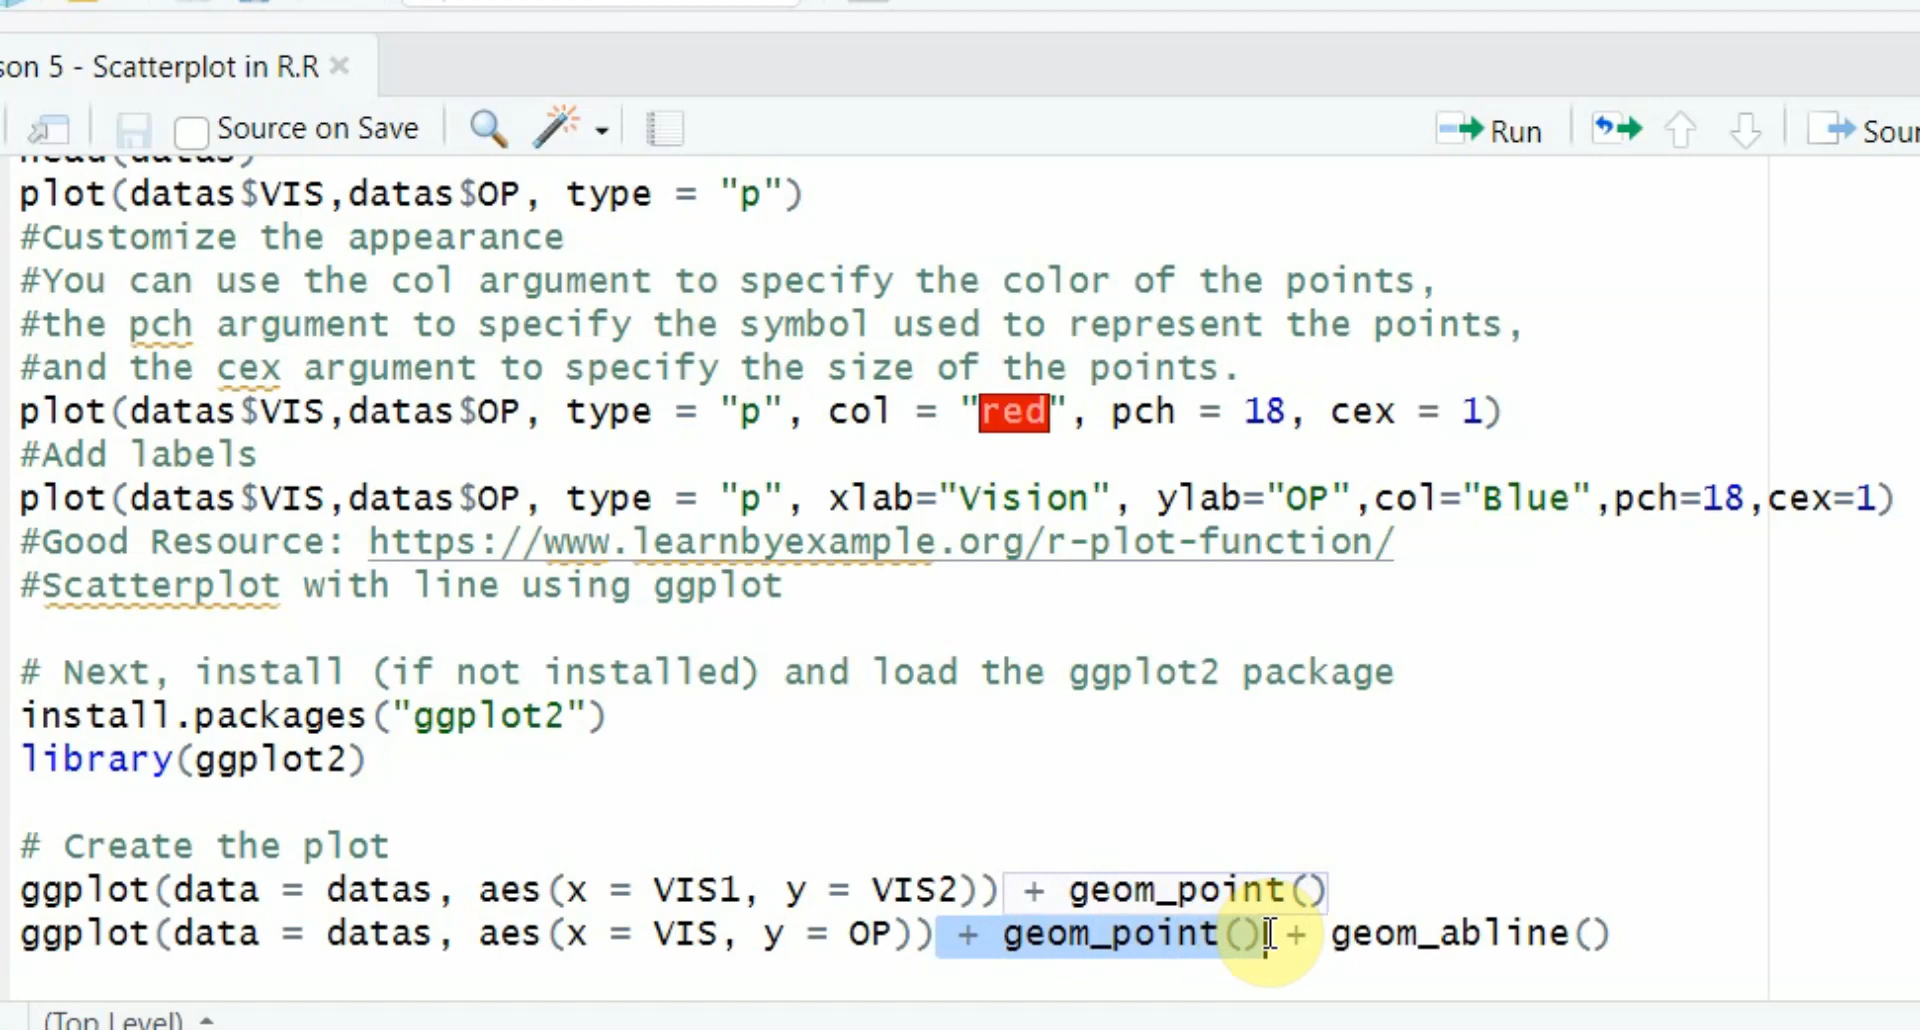 son 5 - Scatterplot in R.R
Source on Save
Run
Sour
head(datas)
plot(datas$VIS,datas$OP, type = "p")
#Customize the appearance
#You can use the col argument to specify the color of the points,
#the pch argument to specify the symbol used to represent the points,
#and the cex argument to specify the size of the points.
plot(datas$VIS,datas$OP, type = "p", col = "red", pch = 18, cex = 1)
#Add labels
plot(datas$VIS,datas$OP, type = "p", xlab="Vision", ylab="OP",col="Blue",pch=18,cex=1)
#Good Resource: https://www.learnbyexample.org/r-plot-function/
#Scatterplot with line using ggplot
# Next, install (if not installed) and load the ggplot2 package
install.packages("ggplot2")
library(ggplot2)
# Create the plot
ggplot(data = datas, aes(x = VIS1, y = VIS2)) + geom_point()
ggplot(data = datas, aes(x = VIS, y = OP)) + geom_point() + geom_abline()
(Top Level)